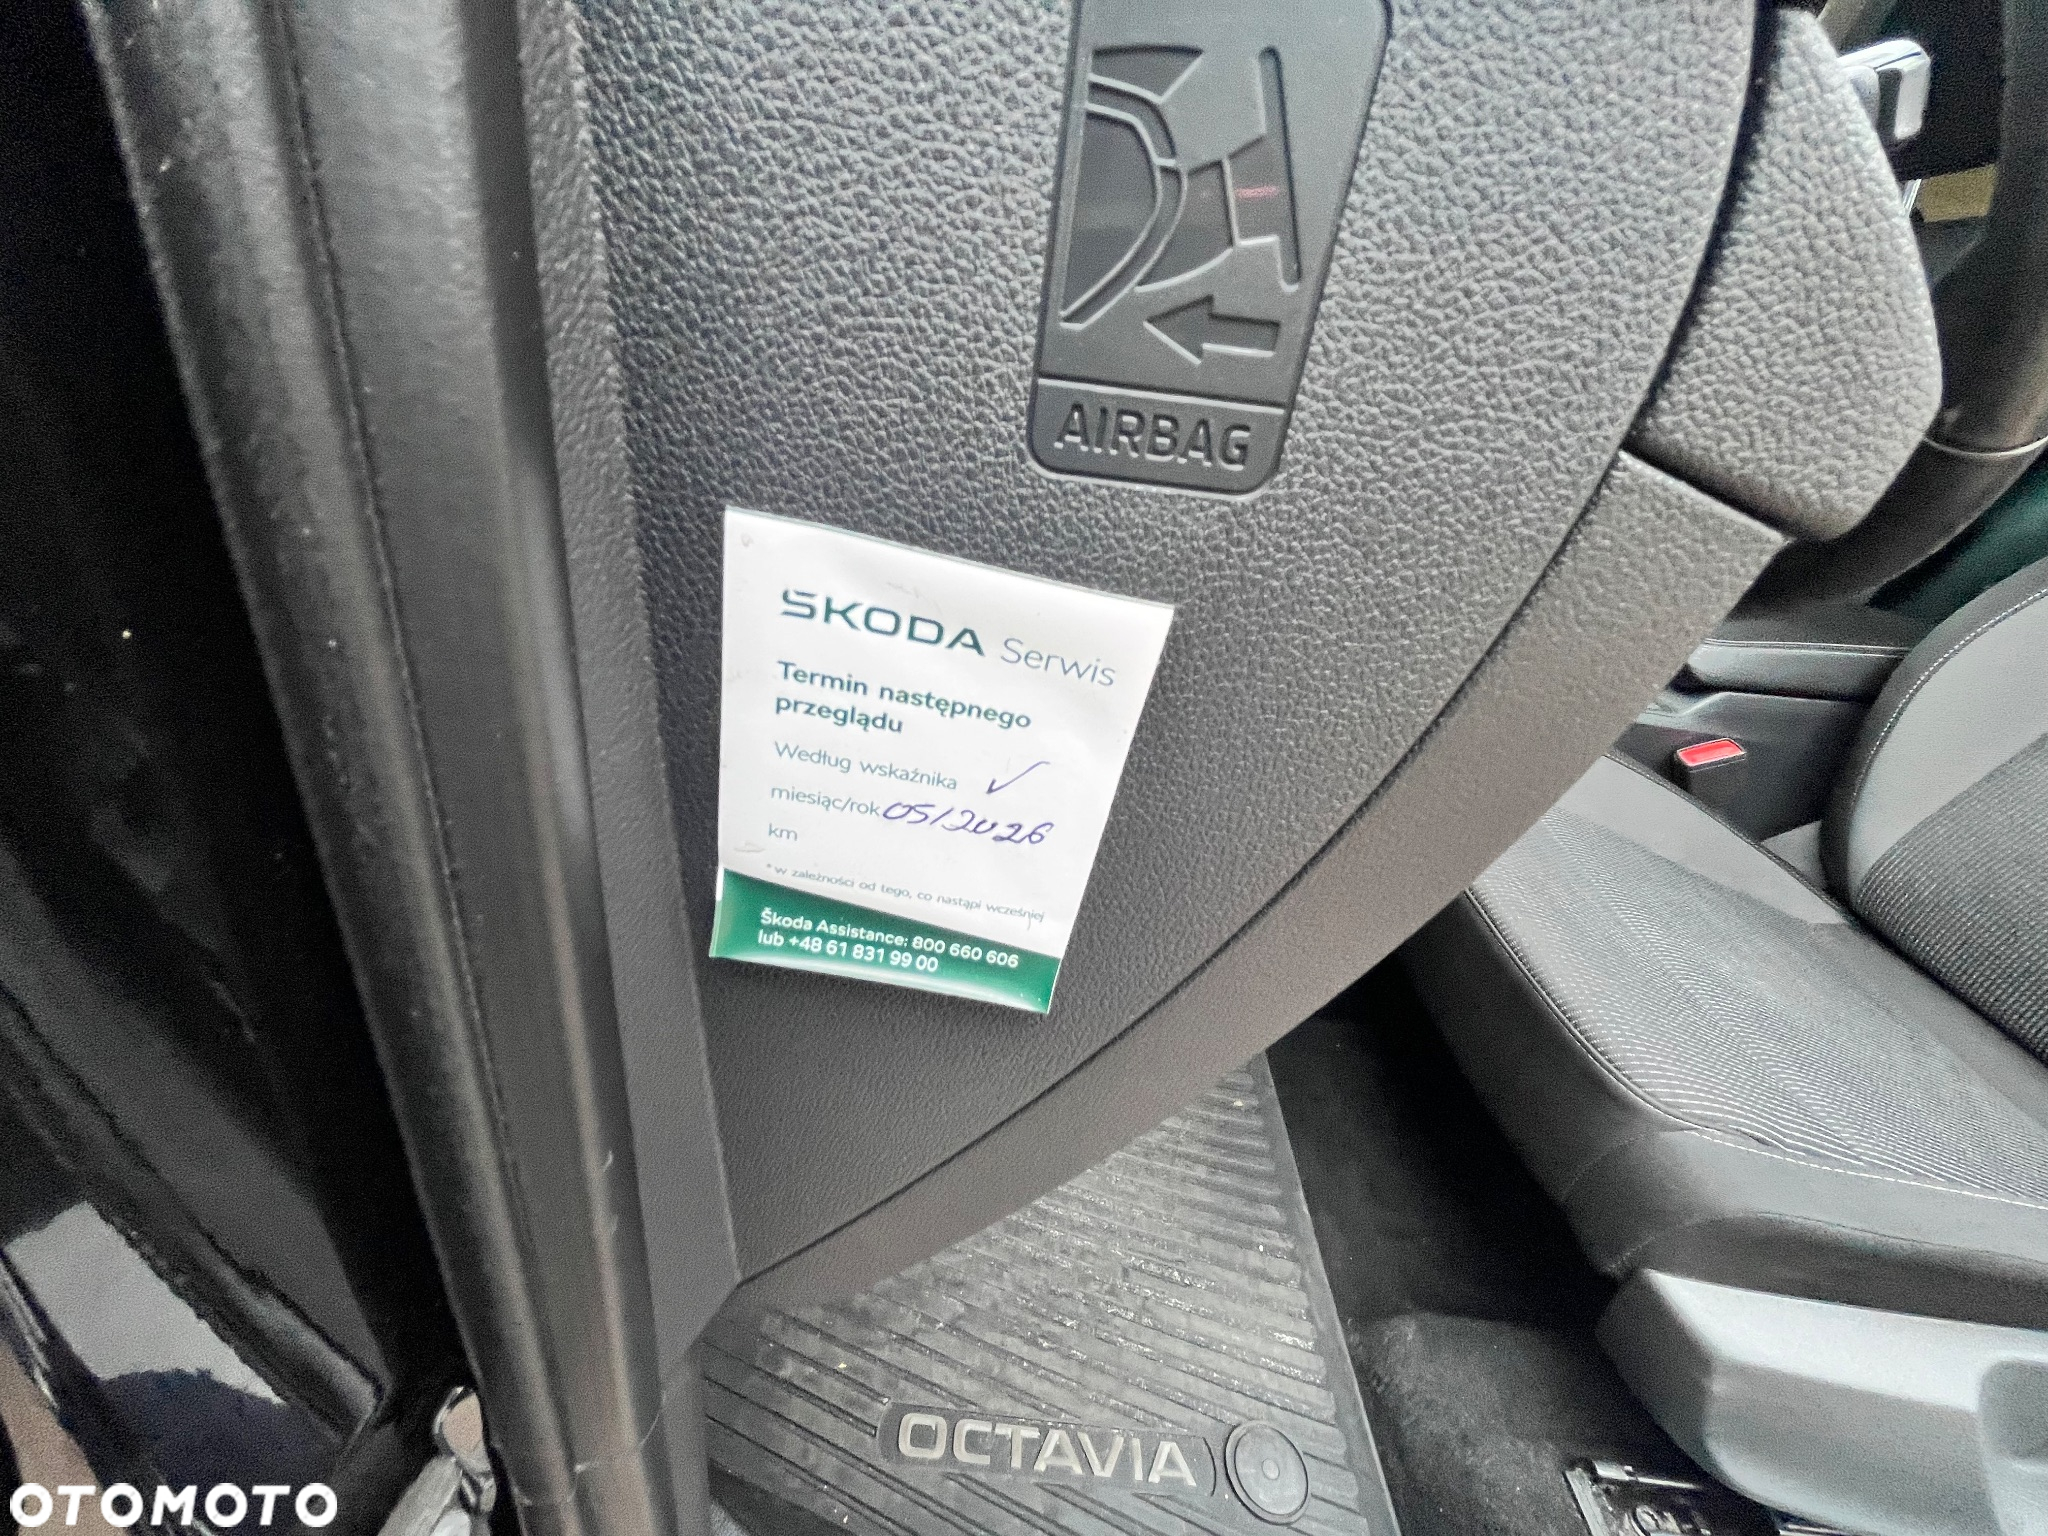 AIRBAG
ŠKODA Serwis
Termin następnego
przeglądu
Według wskaźnika ✓
miesiąc/rok 05/2026
km
* w zależności od tego, co nastąpi wcześniej
Škoda Assistance: 800 660 606
lub +48 61 831 99 00
OCTAVIA
OTOMOTO